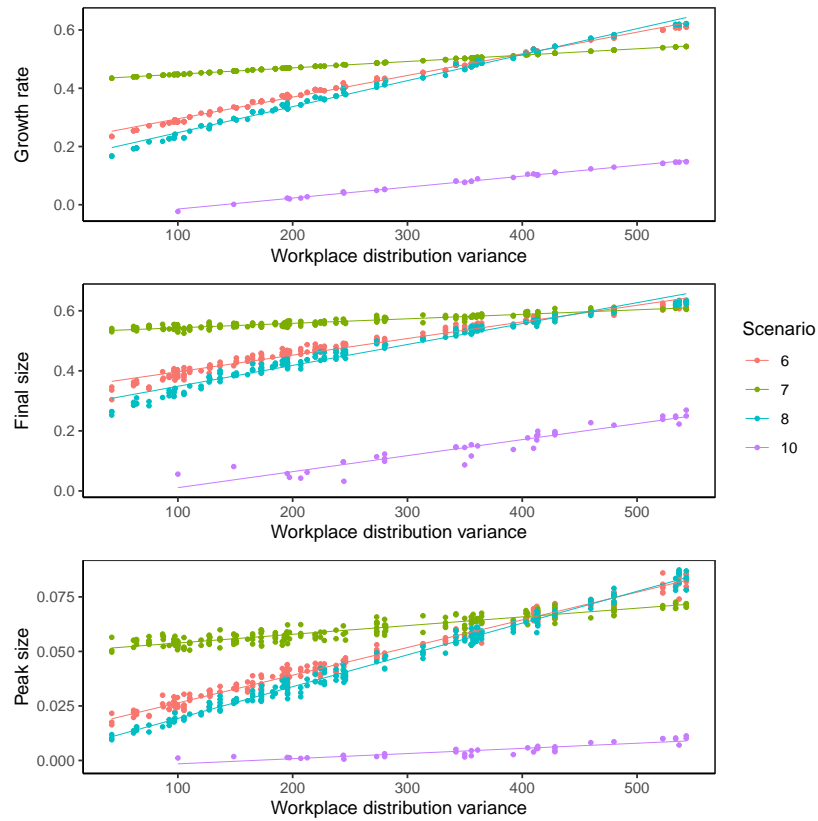 Growth rate
0.6
0.4
0.2
0.0
100 200 300 400 500
Workplace distribution variance
Final size
0.6
0.4
0.2
0.0
100 200 300 400 500
Workplace distribution variance
Scenario
6
7
8
10
Peak size
0.075
0.050
0.025
0.000
100 200 300 400 500
Workplace distribution variance